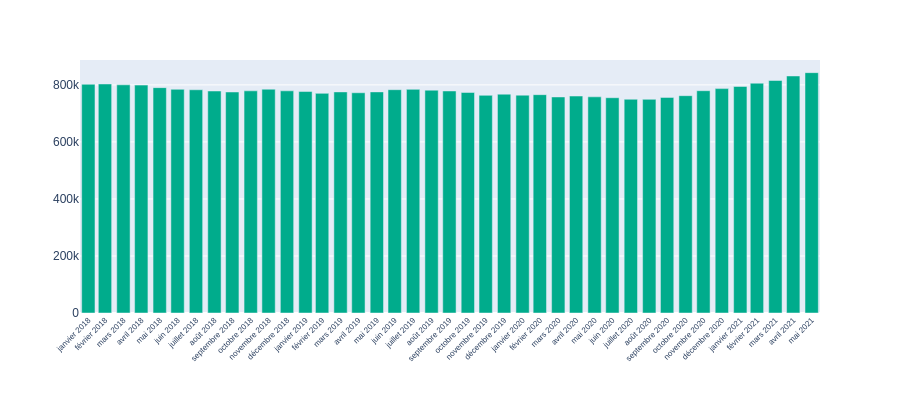 800k
600k
400k
200k
0
janvier 2018
février 2018
mars 2018
avril 2018
mai 2018
juin 2018
juillet 2018
août 2018
septembre 2018
octobre 2018
novembre 2018
décembre 2018
janvier 2019
février 2019
mars 2019
avril 2019
mai 2019
juin 2019
juillet 2019
août 2019
septembre 2019
octobre 2019
novembre 2019
décembre 2019
janvier 2020
février 2020
mars 2020
avril 2020
mai 2020
juin 2020
juillet 2020
août 2020
septembre 2020
octobre 2020
novembre 2020
décembre 2020
janvier 2021
février 2021
mars 2021
avril 2021
mai 2021